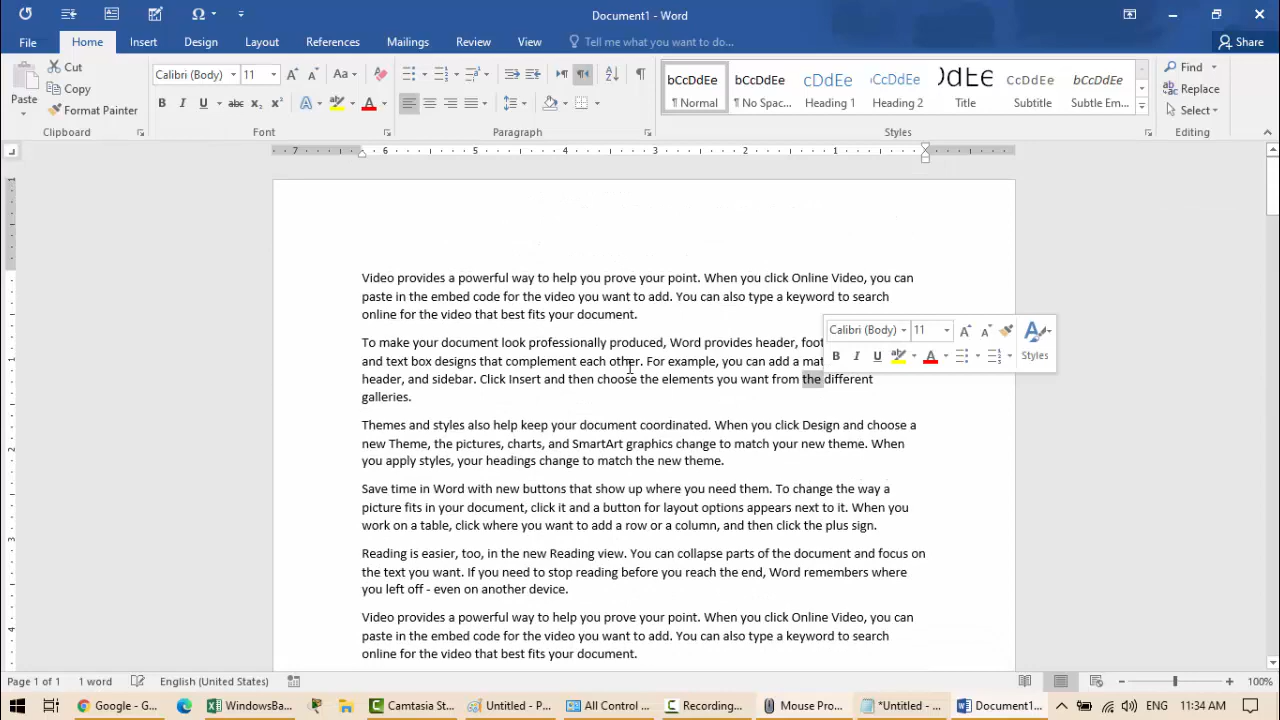 Document1 - Word
File Home Insert Design Layout References Mailings Review View Tell me what you want to do... Share
Paste Cut Copy Format Painter
Calibri (Body) 11 Aa
B I U abc x₂ x² A A
AaBbCcDdEe AaBbCcDdEe
¶ Normal ¶ No Spac... Heading 1 Heading 2 Title Subtitle Subtle Em...
Find Replace Select
Clipboard Font Paragraph Styles Editing
7 6 5 4 3 2 1
Video provides a powerful way to help you prove your point. When you click Online Video, you can
paste in the embed code for the video you want to add. You can also type a keyword to search
online for the video that best fits your document.
To make your document look professionally produced, Word provides header, foot
and text box designs that complement each other. For example, you can add a mat
header, and sidebar. Click Insert and then choose the elements you want from the different
galleries.
Calibri (Body) 11 A A
B I U A Styles
Themes and styles also help keep your document coordinated. When you click Design and choose a
new Theme, the pictures, charts, and SmartArt graphics change to match your new theme. When
you apply styles, your headings change to match the new theme.
Save time in Word with new buttons that show up where you need them. To change the way a
picture fits in your document, click it and a button for layout options appears next to it. When you
work on a table, click where you want to add a row or a column, and then click the plus sign.
Reading is easier, too, in the new Reading view. You can collapse parts of the document and focus on
the text you want. If you need to stop reading before you reach the end, Word remembers where
you left off - even on another device.
Video provides a powerful way to help you prove your point. When you click Online Video, you can
paste in the embed code for the video you want to add. You can also type a keyword to search
online for the video that best fits your document.
Page 1 of 1 1 word English (United States) 100%
Google - G... WindowsBa... Camtasia St... Untitled - P... All Control ... Recording... Mouse Pro... *Untitled - ... Document1... ENG 11:34 AM